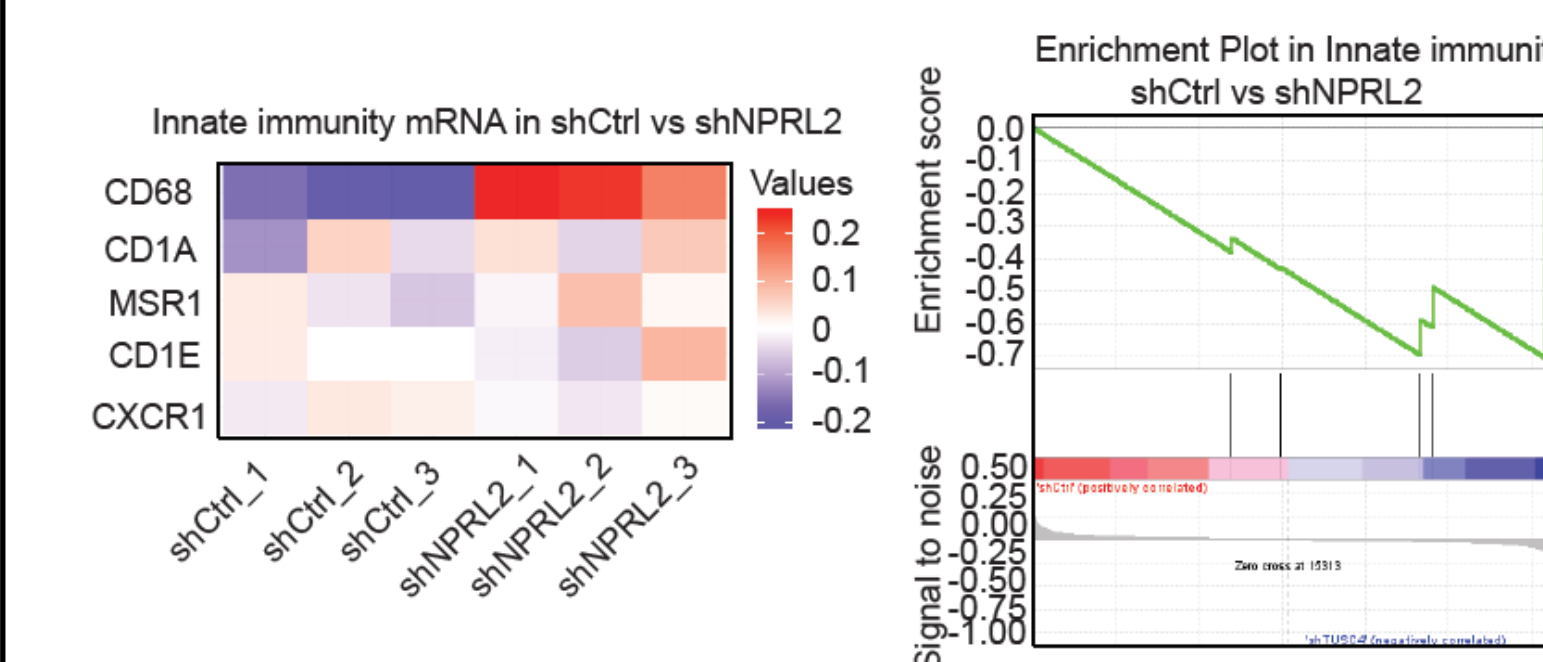 Innate immunity mRNA in shCtrl vs shNPRL2
CD68
CD1A
MSR1
CD1E
CXCR1
shCtrl_1
shCtrl_2
shCtrl_3
shNPRL2_1
shNPRL2_2
shNPRL2_3
Values
0.2
0.1
0
-0.1
-0.2
Enrichment Plot in Innate immunit
shCtrl vs shNPRL2
Enrichment score
0.0
-0.1
-0.2
-0.3
-0.4
-0.5
-0.6
-0.7
Signal to noise
0.50
0.25
0.00
-0.25
-0.50
-0.75
-1.00
'shCtrl' (positively correlated)
Zero cross at 15313
'shTUSC4' (negatively correlated)